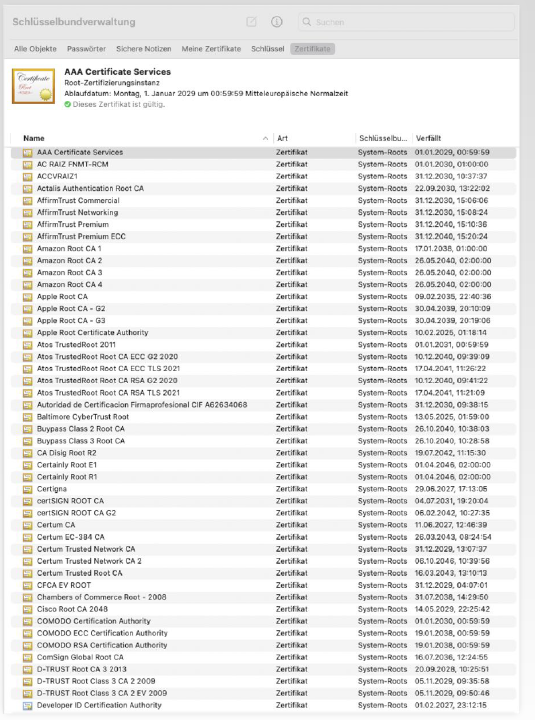 Schlüsselbundverwaltung
Suchen
Alle Objekte Passwörter Sichere Notizen Meine Zertifikate Schlüssel Zertifikate
Certificate
Root
AAA Certificate Services
Root-Zertifizierungsinstanz
Ablaufdatum: Montag, 1. Januar 2029 um 00:59:59 Mitteleuropäische Normalzeit
Dieses Zertifikat ist gültig.
Name Art Schlüsselbu... Verfällt
AAA Certificate Services Zertifikat System-Roots 01.01.2029, 00:59:59
AC RAIZ FNMT-RCM Zertifikat System-Roots 01.01.2030, 01:00:00
ACCVRAIZ1 Zertifikat System-Roots 31.12.2030, 10:37:37
Actalis Authentication Root CA Zertifikat System-Roots 22.09.2030, 13:22:02
AffirmTrust Commercial Zertifikat System-Roots 31.12.2030, 15:06:06
AffirmTrust Networking Zertifikat System-Roots 31.12.2030, 15:08:24
AffirmTrust Premium Zertifikat System-Roots 31.12.2040, 15:10:36
AffirmTrust Premium ECC Zertifikat System-Roots 31.12.2040, 15:20:24
Amazon Root CA 1 Zertifikat System-Roots 17.01.2038, 01:00:00
Amazon Root CA 2 Zertifikat System-Roots 26.05.2040, 02:00:00
Amazon Root CA 3 Zertifikat System-Roots 26.05.2040, 02:00:00
Amazon Root CA 4 Zertifikat System-Roots 26.05.2040, 02:00:00
Apple Root CA Zertifikat System-Roots 09.02.2035, 22:40:36
Apple Root CA - G2 Zertifikat System-Roots 30.04.2039, 20:10:09
Apple Root CA - G3 Zertifikat System-Roots 30.04.2039, 20:19:06
Apple Root Certificate Authority Zertifikat System-Roots 10.02.2025, 01:18:14
Atos TrustedRoot 2011 Zertifikat System-Roots 01.01.2031, 00:59:59
Atos TrustedRoot Root CA ECC G2 2020 Zertifikat System-Roots 10.12.2040, 09:39:09
Atos TrustedRoot Root CA ECC TLS 2021 Zertifikat System-Roots 17.04.2041, 11:26:22
Atos TrustedRoot Root CA RSA G2 2020 Zertifikat System-Roots 10.12.2040, 09:41:22
Atos TrustedRoot Root CA RSA TLS 2021 Zertifikat System-Roots 17.04.2041, 11:21:09
Autoridad de Certificacion Firmaprofesional CIF A62634068 Zertifikat System-Roots 31.12.2030, 09:38:15
Baltimore CyberTrust Root Zertifikat System-Roots 13.05.2025, 01:59:00
Buypass Class 2 Root CA Zertifikat System-Roots 26.10.2040, 10:38:03
Buypass Class 3 Root CA Zertifikat System-Roots 26.10.2040, 10:28:58
CA Disig Root R2 Zertifikat System-Roots 19.07.2042, 11:15:30
Certainly Root E1 Zertifikat System-Roots 01.04.2046, 02:00:00
Certainly Root R1 Zertifikat System-Roots 01.04.2046, 02:00:00
Certigna Zertifikat System-Roots 29.06.2027, 17:13:05
certSIGN ROOT CA Zertifikat System-Roots 04.07.2031, 19:20:04
certSIGN ROOT CA G2 Zertifikat System-Roots 06.02.2042, 10:27:35
Certum CA Zertifikat System-Roots 11.06.2027, 12:46:39
Certum EC-384 CA Zertifikat System-Roots 26.03.2043, 08:24:54
Certum Trusted Network CA Zertifikat System-Roots 31.12.2029, 13:07:37
Certum Trusted Network CA 2 Zertifikat System-Roots 06.10.2046, 10:39:56
Certum Trusted Root CA Zertifikat System-Roots 16.03.2043, 13:10:13
CFCA EV ROOT Zertifikat System-Roots 31.12.2029, 04:07:01
Chambers of Commerce Root - 2008 Zertifikat System-Roots 31.07.2038, 14:29:50
Cisco Root CA 2048 Zertifikat System-Roots 14.05.2029, 22:25:42
COMODO Certification Authority Zertifikat System-Roots 01.01.2030, 00:59:59
COMODO ECC Certification Authority Zertifikat System-Roots 19.01.2038, 00:59:59
COMODO RSA Certification Authority Zertifikat System-Roots 19.01.2038, 00:59:59
ComSign Global Root CA Zertifikat System-Roots 16.07.2036, 12:24:55
D-TRUST Root CA 3 2013 Zertifikat System-Roots 20.09.2028, 10:25:51
D-TRUST Root Class 3 CA 2 2009 Zertifikat System-Roots 05.11.2029, 09:35:58
D-TRUST Root Class 3 CA 2 EV 2009 Zertifikat System-Roots 05.11.2029, 09:50:46
Developer ID Certification Authority Zertifikat System-Roots 01.02.2027, 23:12:15